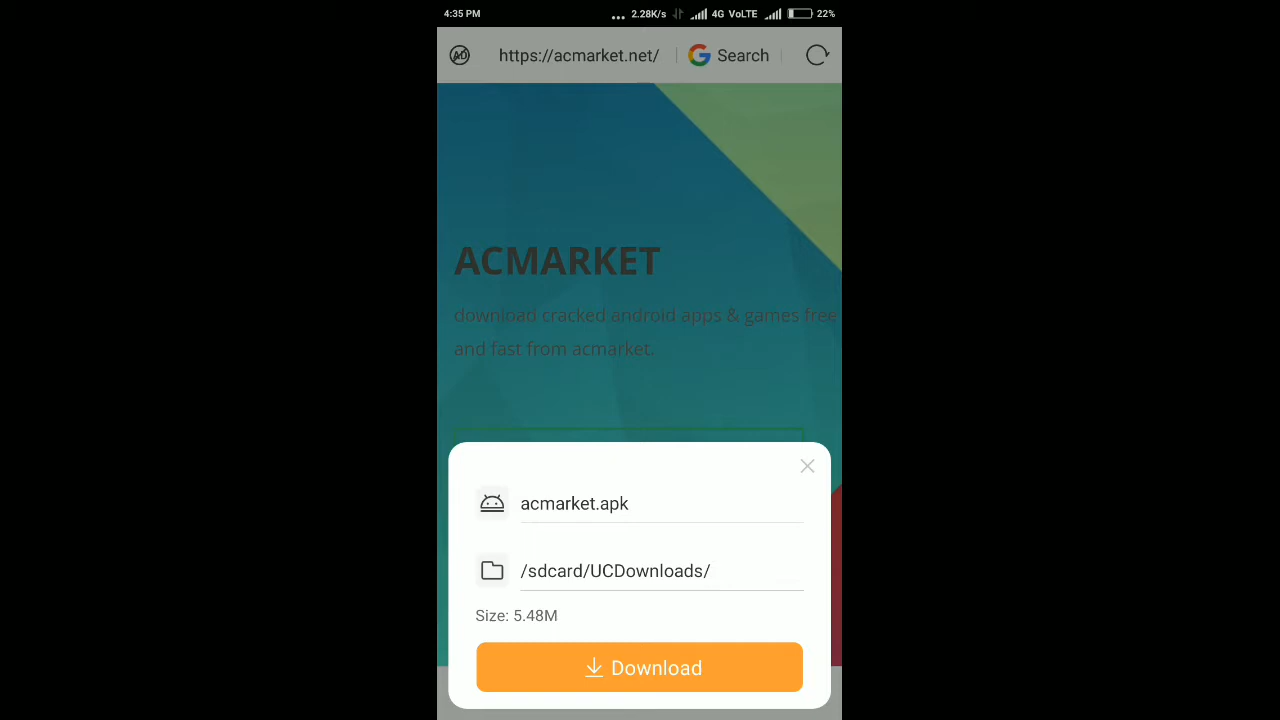 4:35 PM
... 2.28K/s 4G VoLTE 22%
AD https://acmarket.net/ G Search
ACMARKET
download cracked android apps & games free
and fast from acmarket.
acmarket.apk
/sdcard/UCDownloads/
Size: 5.48M
Download